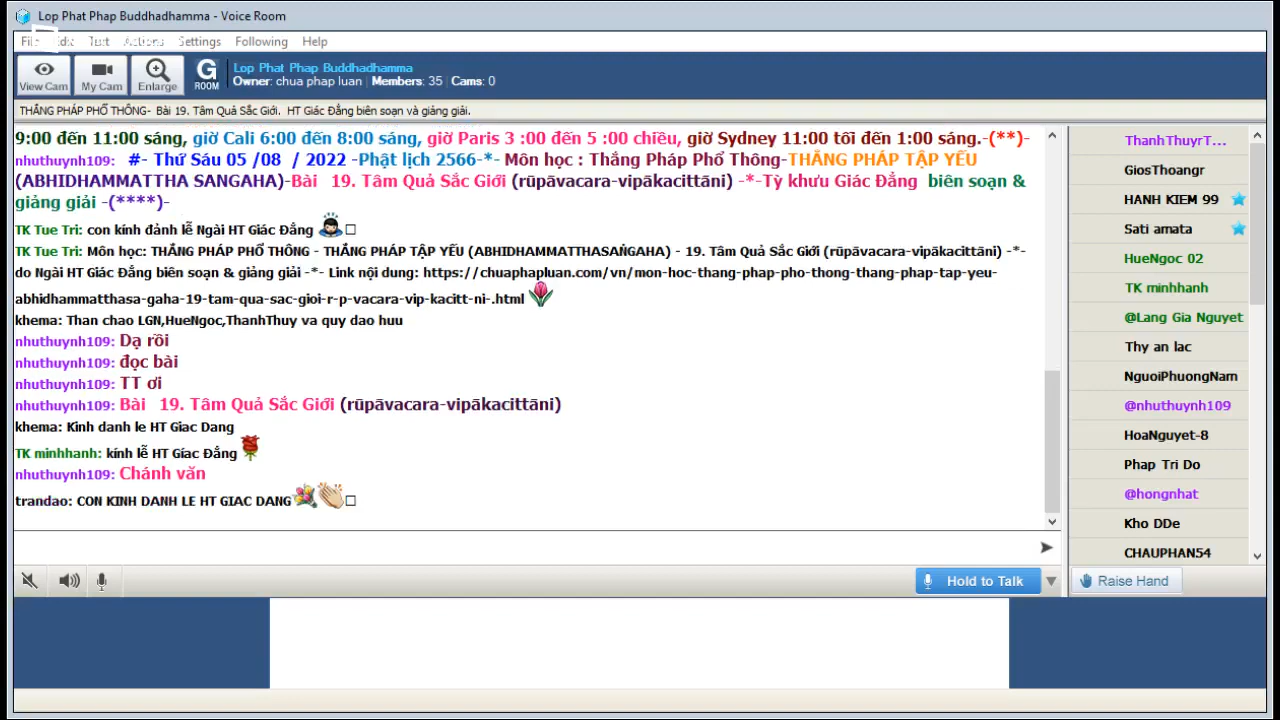 Lop Phat Phap Buddhadhamma - Voice Room
Text Actions Settings Following Help
View Cam My Cam Enlarge G ROOM
Lop Phat Phap Buddhadhamma
Owner: chua phap luan | Members: 35 | Cams: 0
THẮNG PHÁP PHỔ THÔNG- Bài 19. Tâm Quả Sắc Giới. HT Giác Đẳng biên soạn và giảng giải.
9:00 đến 11:00 sáng, giờ Cali 6:00 đến 8:00 sáng, giờ Paris 3 :00 đến 5 :00 chiều, giờ Sydney 11:00 tối đến 1:00 sáng.-(**)-
nhuthuynh109: #- Thứ Sáu 05 /08 / 2022 -Phật lịch 2566-*- Môn học : Thắng Pháp Phổ Thông-THẮNG PHÁP TẬP YẾU
(ABHIDHAMMATTHA SANGAHA)-Bài 19. Tâm Quả Sắc Giới (rūpāvacara-vipākacittāni) -*-Tỳ khưu Giác Đẳng biên soạn &
giảng giải -(****)-
TK Tue Tri: con kính đảnh lễ Ngài HT Giác Đẳng
TK Tue Tri: Môn học: THẮNG PHÁP PHỔ THÔNG - THẮNG PHÁP TẬP YẾU (ABHIDHAMMATTHASAṄGAHA) - 19. Tâm Quả Sắc Giới (rūpāvacara-vipākacittāni) -*-
do Ngài HT Giác Đẳng biên soạn & giảng giải -*- Link nội dung: https://chuaphapluan.com/vn/mon-hoc-thang-phap-pho-thong-thang-phap-tap-yeu-
abhidhammatthasa-gaha-19-tam-qua-sac-gioi-r-p-vacara-vip-kacitt-ni-.html
khema: Than chao LGN,HueNgoc,ThanhThuy va quy dao huu
nhuthuynh109: Dạ rồi
nhuthuynh109: đọc bài
nhuthuynh109: TT ơi
nhuthuynh109: Bài 19. Tâm Quả Sắc Giới (rūpāvacara-vipākacittāni)
khema: Kinh danh le HT Giac Dang
TK minhhanh: kính lễ HT Gíac Đẳng
nhuthuynh109: Chánh văn
trandao: CON KINH DANH LE HT GIAC DANG
Hold to Talk
ThanhThuyrT...
GiosThoangr
HANH KIEM 99
Sati amata
HueNgoc 02
TK minhhanh
@Lang Gia Nguyet
Thy an lac
NguoiPhuongNam
@nhuthuynh109
HoaNguyet-8
Phap Tri Do
@hongnhat
Kho DDe
CHAUPHAN54
Raise Hand